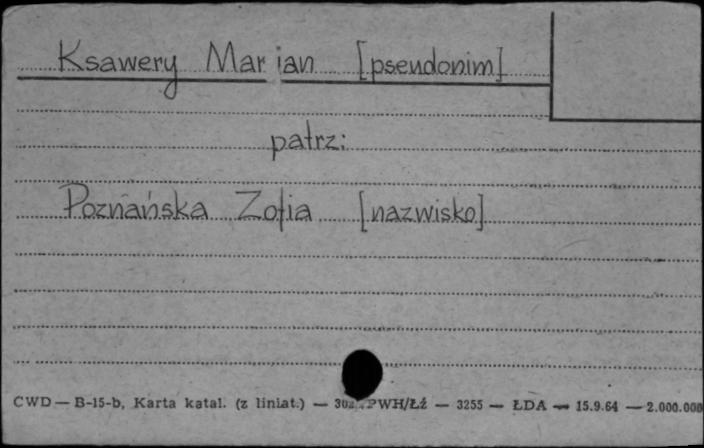 Ksawery Marian [pseudonim]
patrz:
Poznańska Zofia [nazwisko]
CWD — B-15-b, Karta katal. (z liniat.) — PWH/Łź — 3255 — ŁDA — 15.9.64 — 2.000.000